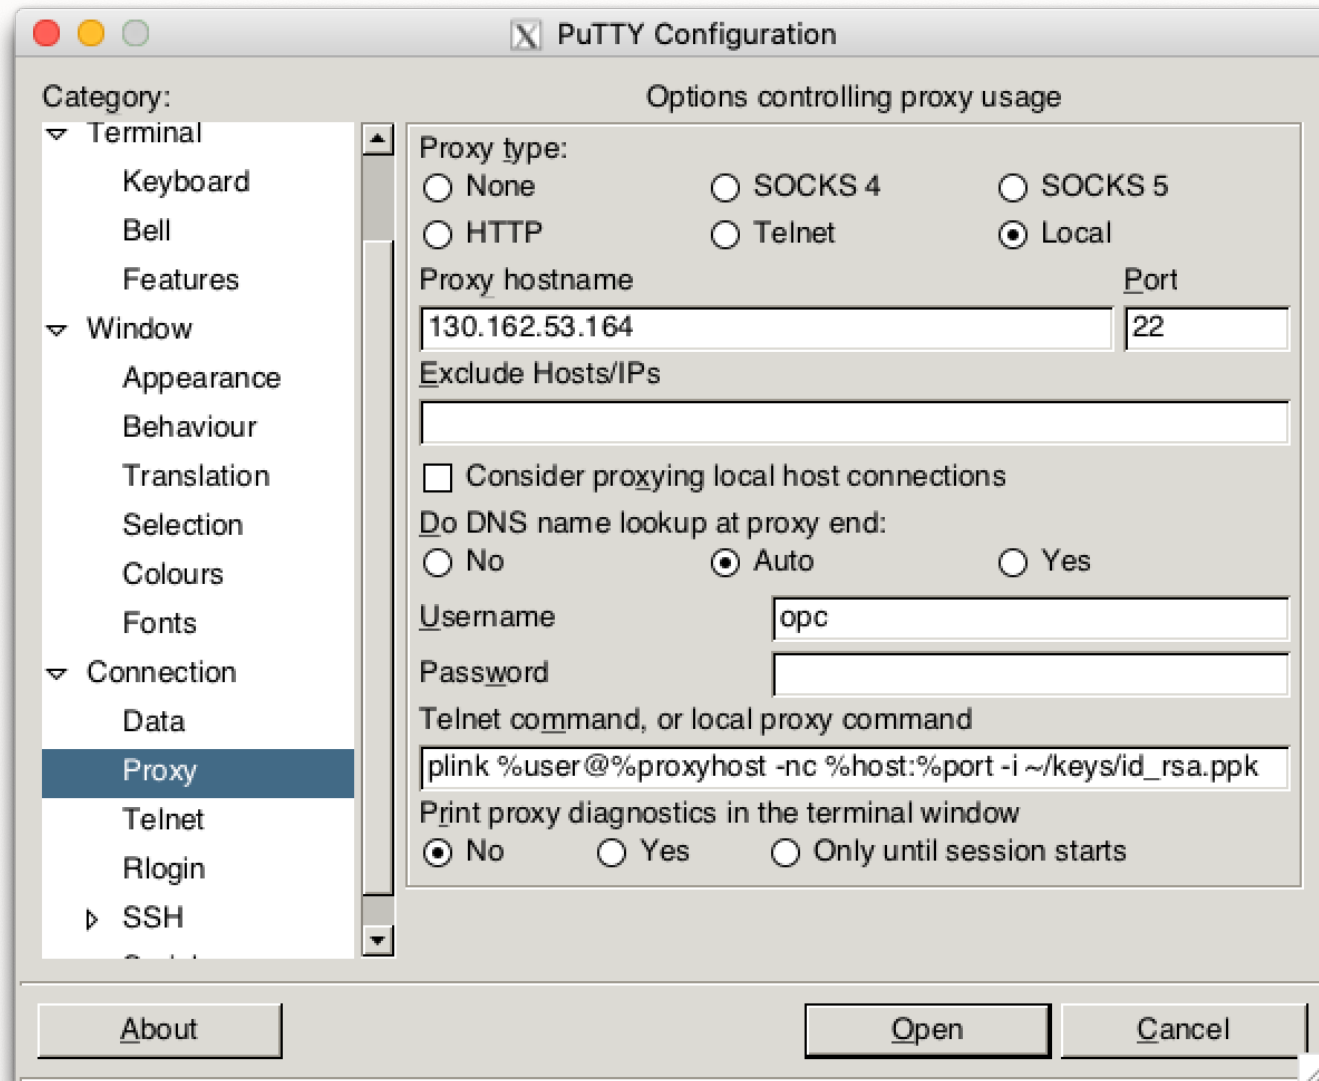 PuTTY Configuration
Category:
Terminal
Keyboard
Bell
Features
Window
Appearance
Behaviour
Translation
Selection
Colours
Fonts
Connection
Data
Proxy
Telnet
Rlogin
SSH
Options controlling proxy usage
Proxy type:
None SOCKS 4 SOCKS 5
HTTP Telnet Local
Proxy hostname Port
130.162.53.164 22
Exclude Hosts/IPs
Consider proxying local host connections
Do DNS name lookup at proxy end:
No Auto Yes
Username opc
Password
Telnet command, or local proxy command
plink %user@%proxyhost -nc %host:%port -i ~/keys/id_rsa.ppk
Print proxy diagnostics in the terminal window
No Yes Only until session starts
About Open Cancel